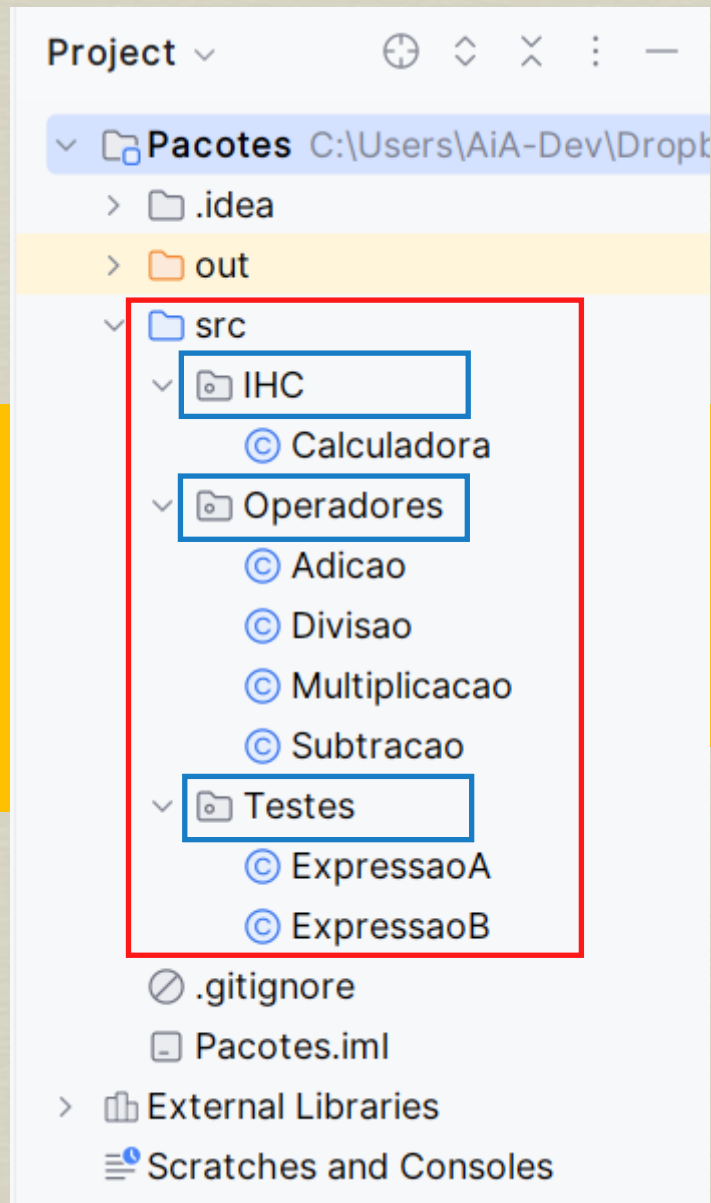 Project
Pacotes C:\Users\AiA-Dev\Dropb
.idea
out
src
IHC
Calculadora
Operadores
Adicao
Divisao
Multiplicacao
Subtracao
Testes
ExpressaoA
ExpressaoB
.gitignore
Pacotes.iml
External Libraries
Scratches and Consoles